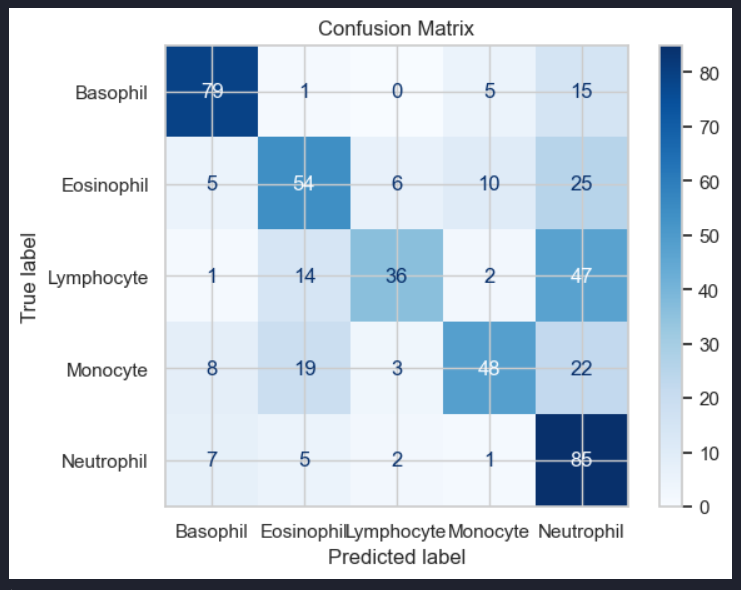 Confusion Matrix
True label
Basophil 79 1 0 5 15
Eosinophil 5 54 6 10 25
Lymphocyte 1 14 36 2 47
Monocyte 8 19 3 48 22
Neutrophil 7 5 2 1 85
Basophil Eosinophil Lymphocyte Monocyte Neutrophil
Predicted label
80
70
60
50
40
30
20
10
0